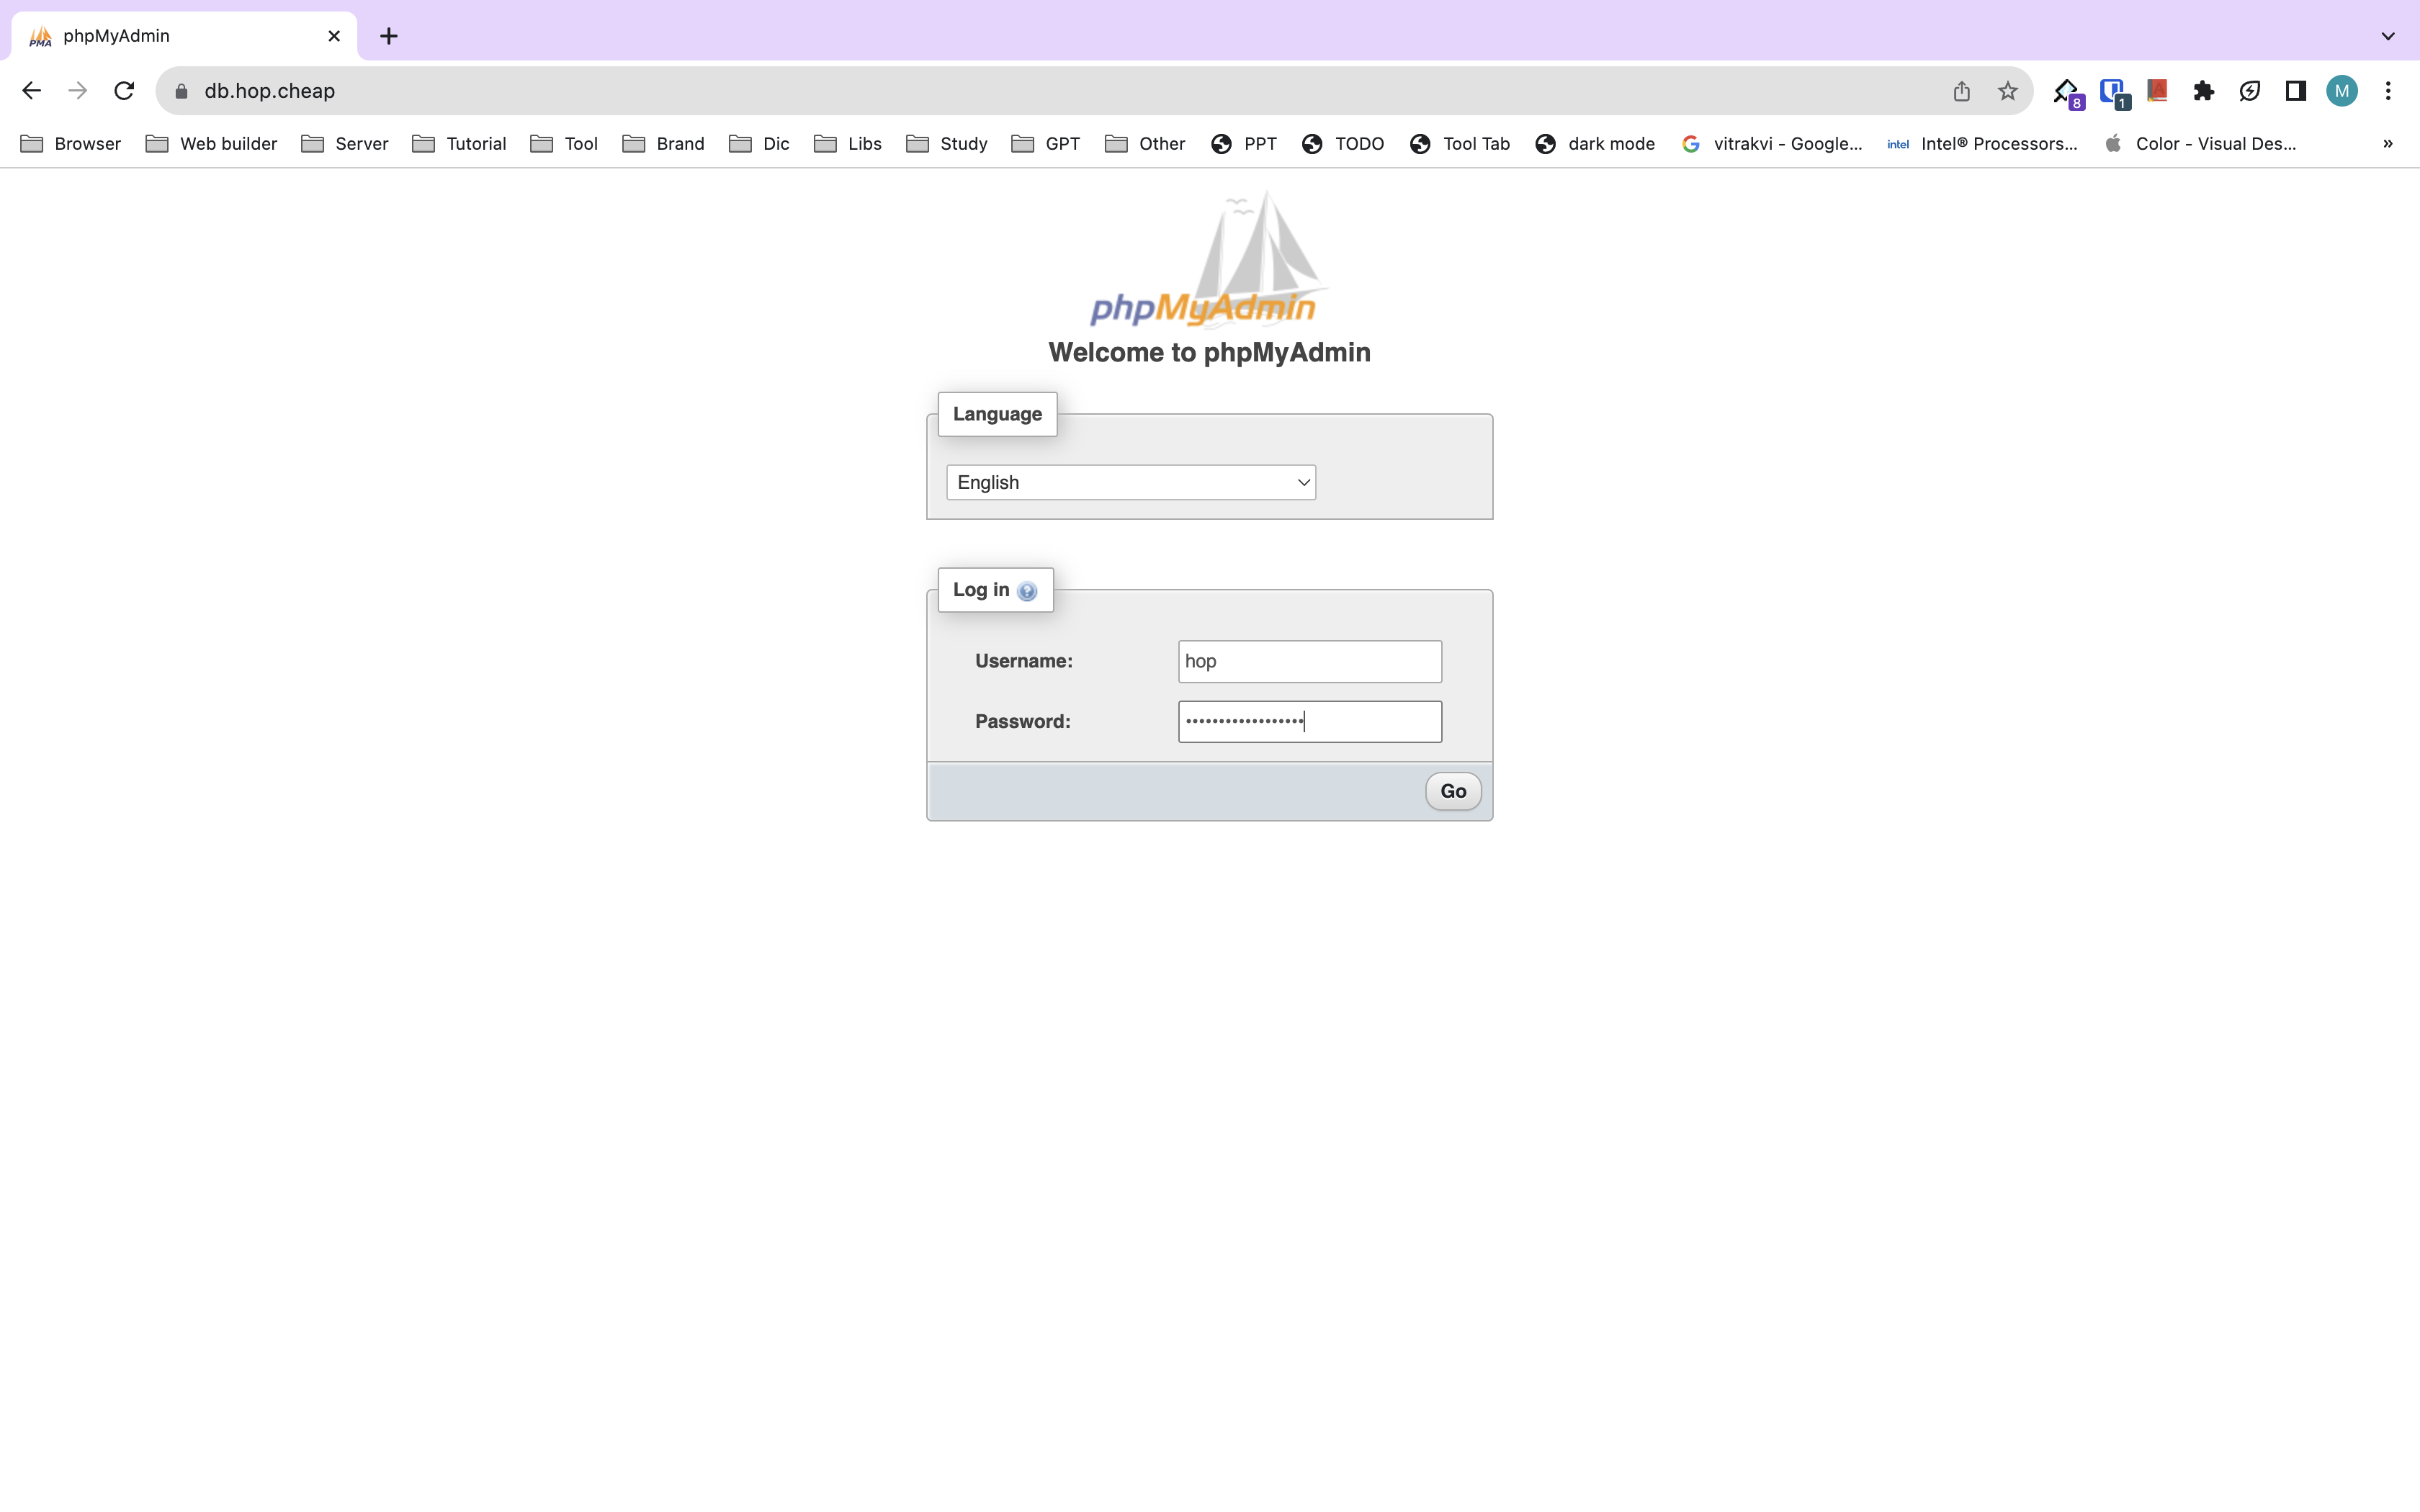 phpMyAdmin
db.hop.cheap
8
1
M
Browser Web builder Server Tutorial Tool Brand Dic Libs Study GPT Other PPT TODO Tool Tab dark mode vitrakvi - Google... intel Intel® Processors... Color - Visual Des... »
phpMyAdmin
Welcome to phpMyAdmin
Language
English
Log in
Username: hop
Password: ••••••••••••••••••
Go